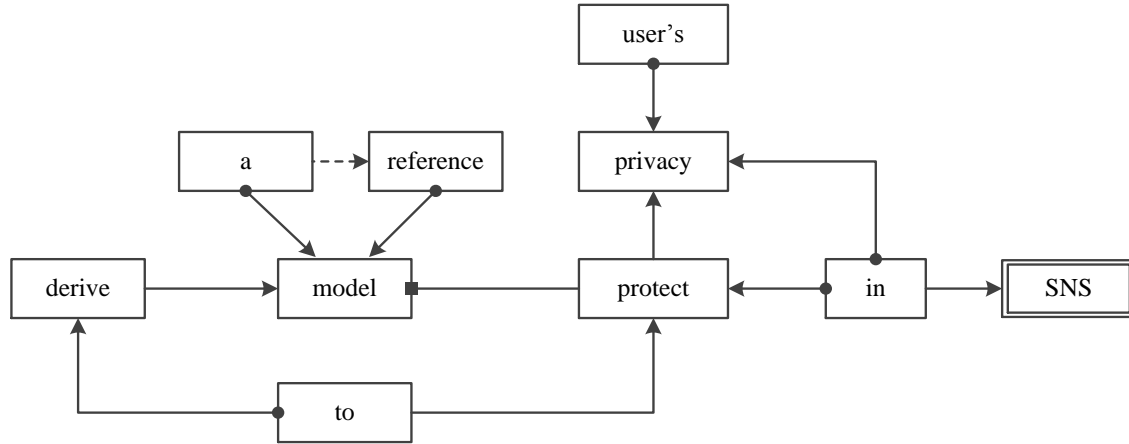 user’s
a
reference
privacy
derive
model
protect
in
SNS
to